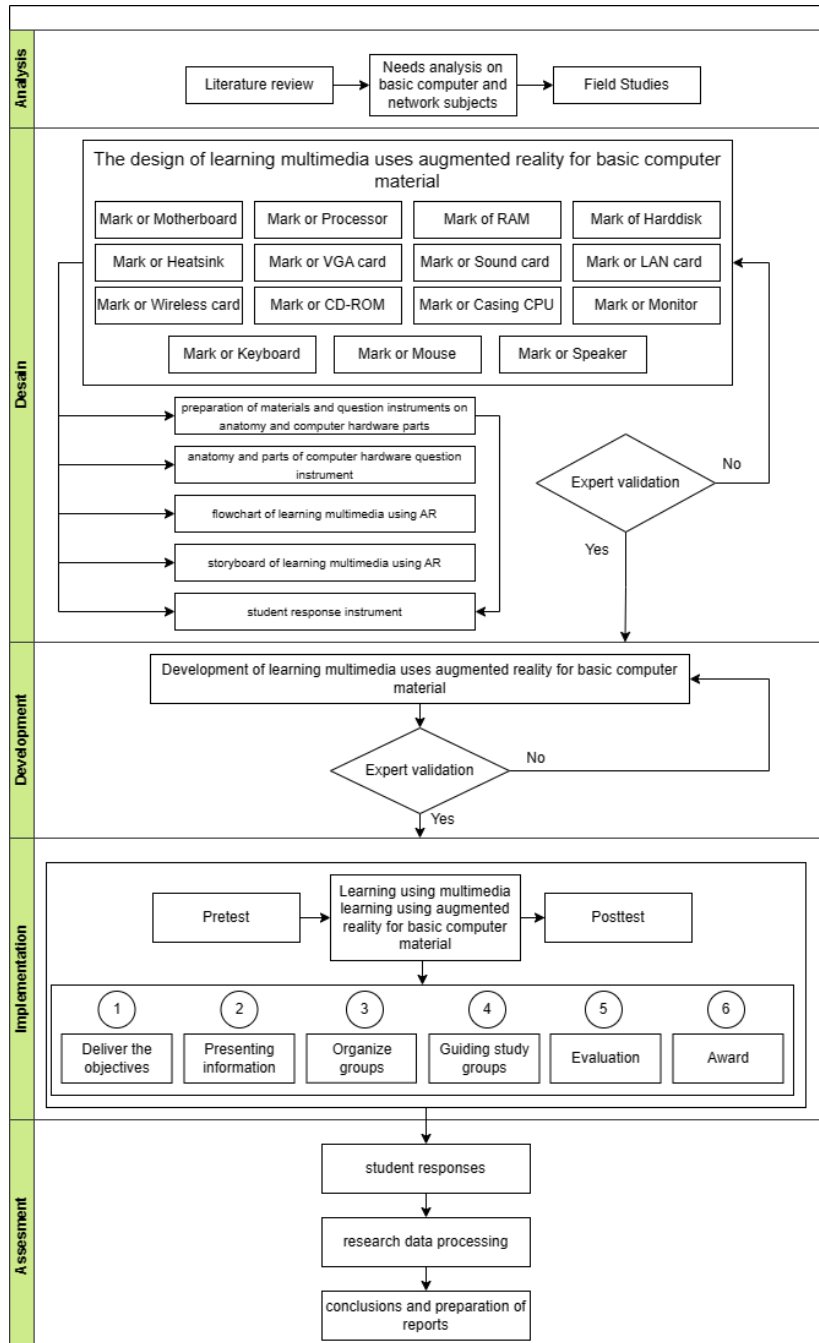 Analysis
Literature review
Needs analysis on
basic computer and
network subjects
Field Studies
Desain
The design of learning multimedia uses augmented reality for basic computer
material
Mark or Motherboard
Mark or Processor
Mark of RAM
Mark of Harddisk
Mark or Heatsink
Mark or VGA card
Mark or Sound card
Mark or LAN card
Mark or Wireless card
Mark or CD-ROM
Mark or Casing CPU
Mark or Monitor
Mark or Keyboard
Mark or Mouse
Mark or Speaker
preparation of materials and question instruments on
anatomy and computer hardware parts
anatomy and parts of computer hardware question
instrument
flowchart of learning multimedia using AR
storyboard of learning multimedia using AR
student response instrument
Expert validation
No
Yes
Development
Development of learning multimedia uses augmented reality for basic computer
material
Expert validation
No
Yes
Implementation
Pretest
Learning using multimedia
learning using augmented
reality for basic computer
material
Posttest
1
2
3
4
5
6
Deliver the
objectives
Presenting
information
Organize
groups
Guiding study
groups
Evaluation
Award
Assesment
student responses
research data processing
conclusions and preparation of
reports